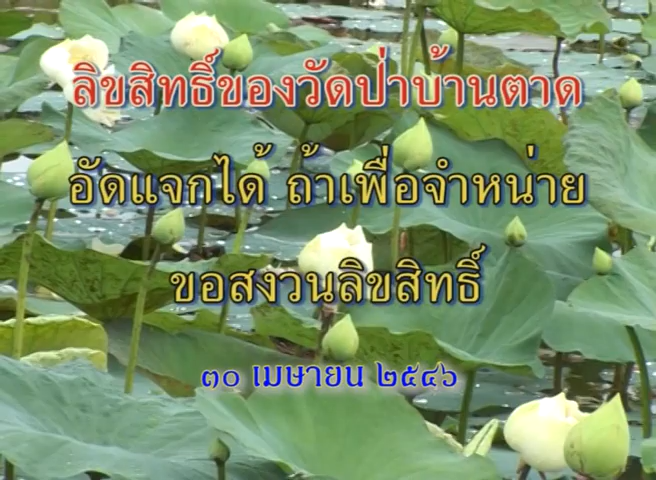 ลิขสิทธิ์ของวัดป่าบ้านตาด
อัดแจกได้ ถ้าเพื่อจำหน่าย
ขอสงวนลิขสิทธิ์
๓๐ เมษายน ๒๕๔๖